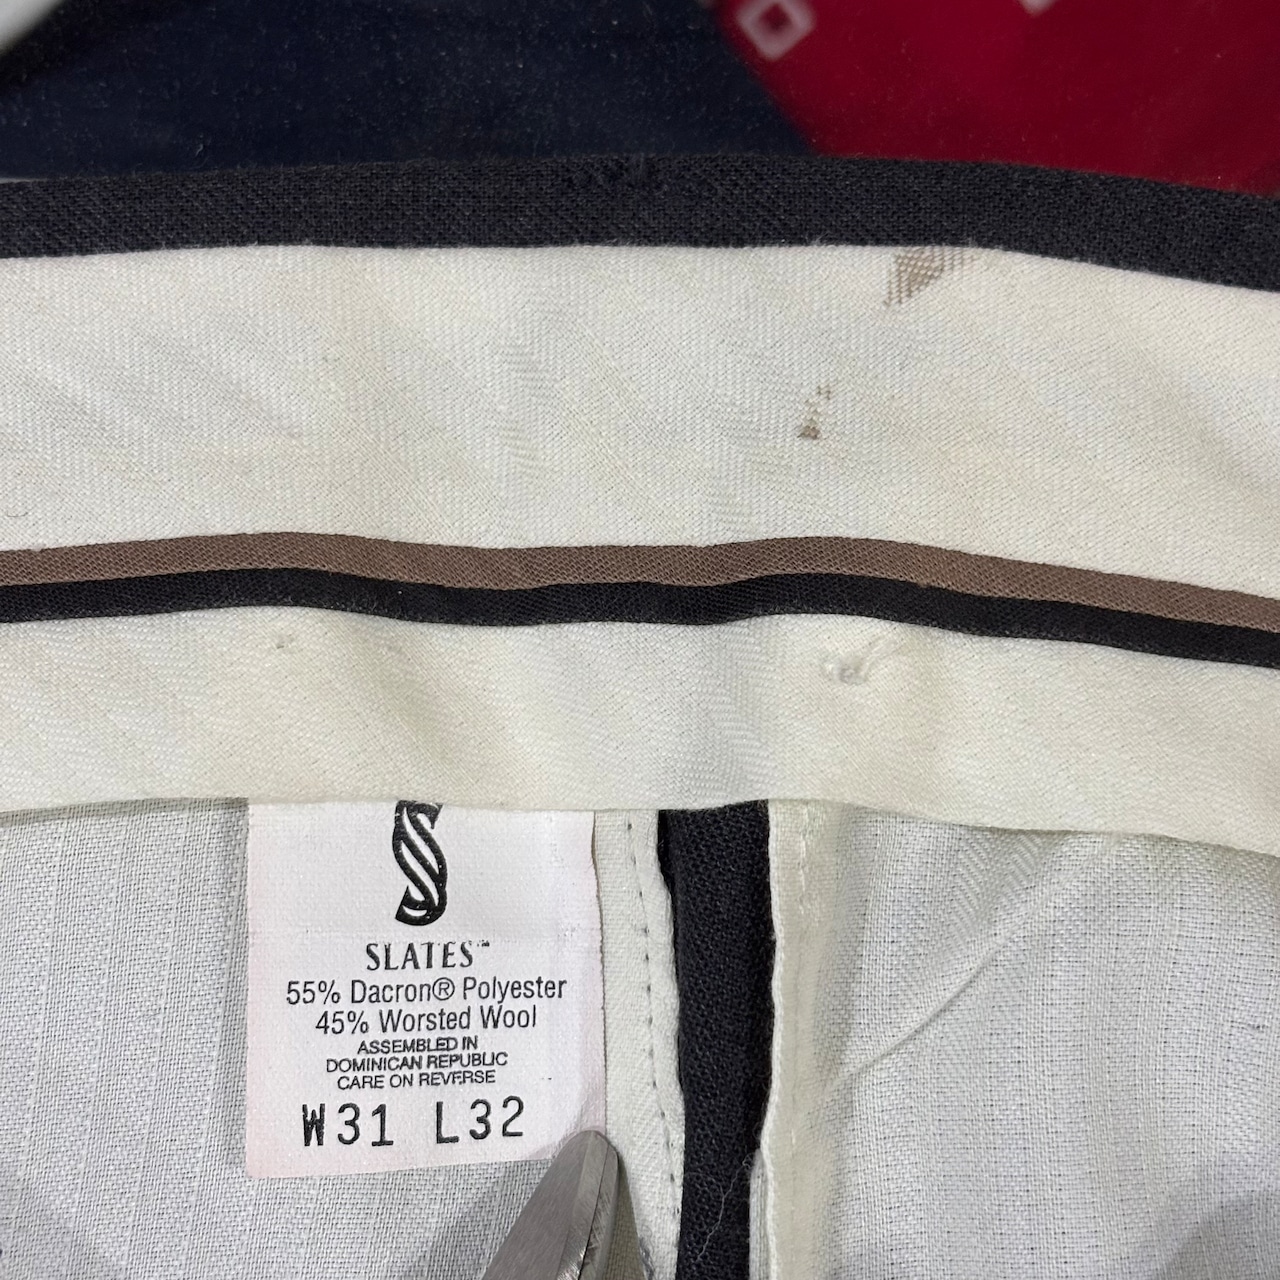 SLATES™
55% Dacron® Polyester
45% Worsted Wool
ASSEMBLED IN
DOMINICAN REPUBLIC
CARE ON REVERSE
W31 L32